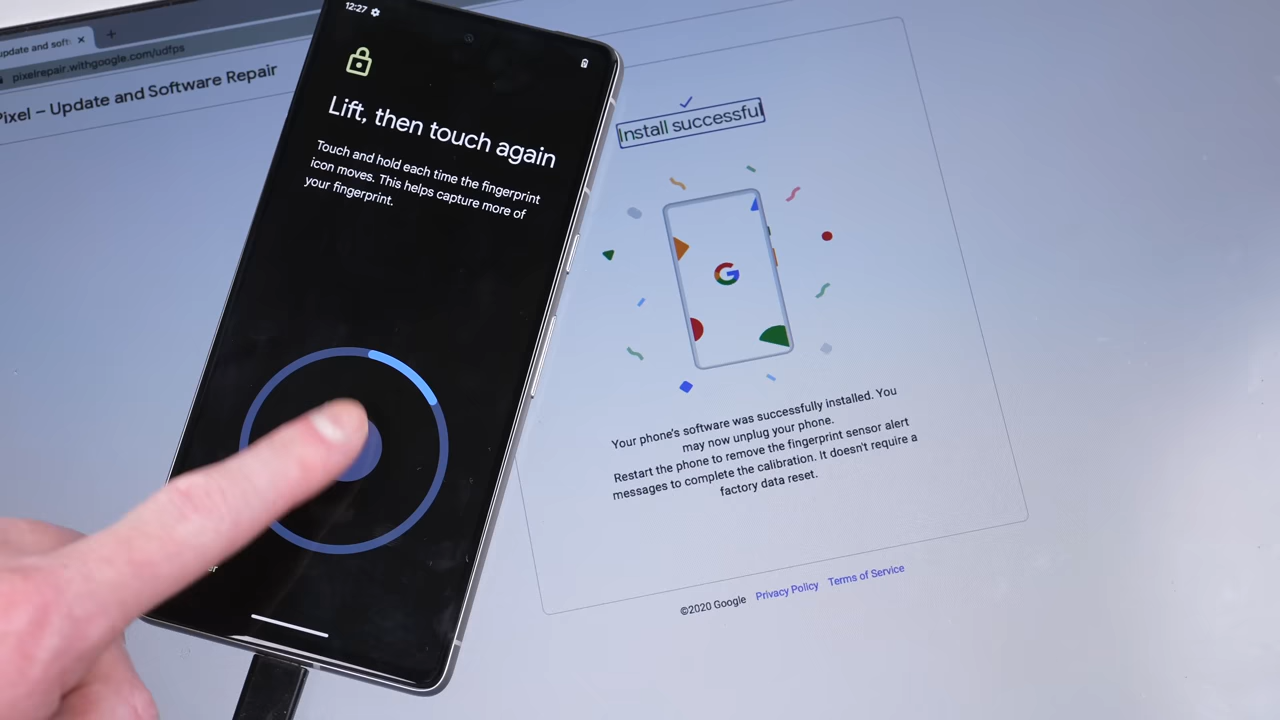 update and soft
pixelrepair.withgoogle.com/udfps
Pixel – Update and Software Repair
12:27
Lift, then touch again
Touch and hold each time the fingerprint
icon moves. This helps capture more of
your fingerprint.
Install successful
G
Your phone's software was successfully installed. You
may now unplug your phone.
Restart the phone to remove the fingerprint sensor alert
messages to complete the calibration. It doesn't require a
factory data reset.
©2020 Google Privacy Policy Terms of Service